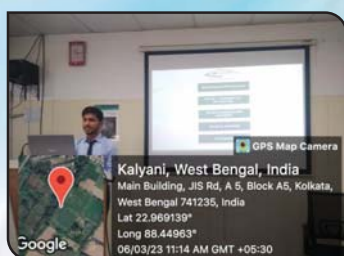 GPS Map Camera
Kalyani, West Bengal, India
Main Building, JIS Rd, A 5, Block A5, Kolkata,
West Bengal 741235, India
Lat 22.969139°
Long 88.44963°
06/03/23 11:14 AM GMT +05:30
Google